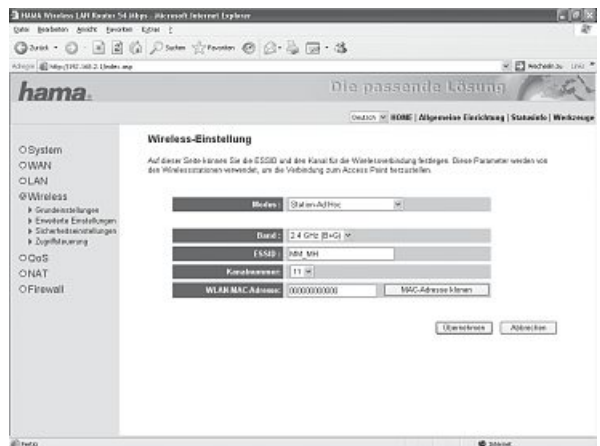 HAMA Wireless LAN Router 54 Mbps - Microsoft Internet Explorer
Datei Bearbeiten Ansicht Favoriten Extras ?
Zurück Suchen Favoriten
Adresse Wechseln zu Links
hama.
Die passende Lösung
Deutsch HOME | Allgemeine Einrichtung | Statusinfo | Werkzeuge
System
WAN
LAN
Wireless
Grundeinstellungen
Erweiterte Einstellungen
Sicherheitseinstellungen
Zugriffsteuerung
QoS
NAT
Firewall
Wireless-Einstellung
Auf dieser Seite können Sie die ESSID und den Kanal für die Wirelessverbindung festlegen. Diese Parameter werden von
den Wirelessstationen verwendet, um die Verbindung zum Access Point herzustellen.
Modus : Station-Ad Hoc
Band : 2.4 GHz (B+G)
ESSID : MM_MH
Kanalnummer: 11
WLAN MAC-Adresse: 000000000000 MAC-Adresse klonen
Übernehmen Abbrechen
Fertig Internet